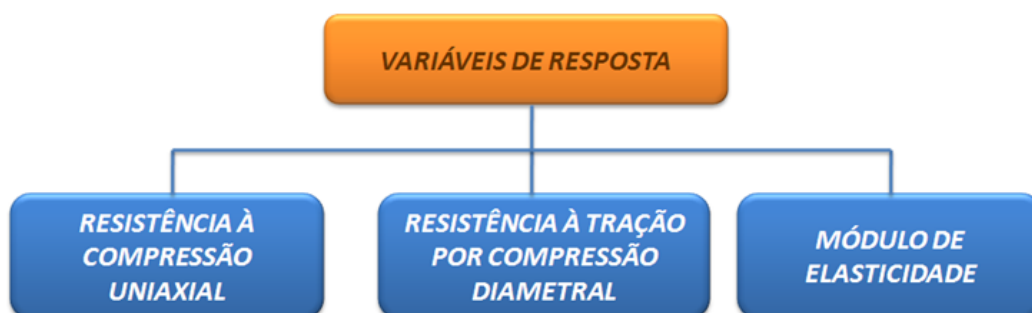 VARIÁVEIS DE RESPOSTA
RESISTÊNCIA À
COMPRESSÃO
UNIAXIAL
RESISTÊNCIA À TRAÇÃO
POR COMPRESSÃO
DIAMETRAL
MÓDULO DE
ELASTICIDADE